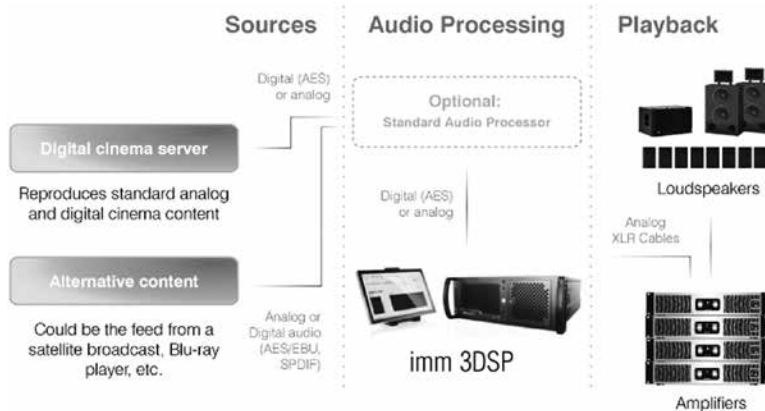 Sources
Audio Processing
Playback
Digital (AES)
or analog
Optional:
Standard Audio Processor
Digital cinema server
Reproduces standard analog
and digital cinema content
Digital (AES)
or analog
Loudspeakers
Analog
XLR Cables
Alternative content
Could be the feed from a
satellite broadcast, Blu-ray
player, etc.
Analog or
Digital audio
(AES/EBU,
SPDIF)
imm 3DSP
Amplifiers